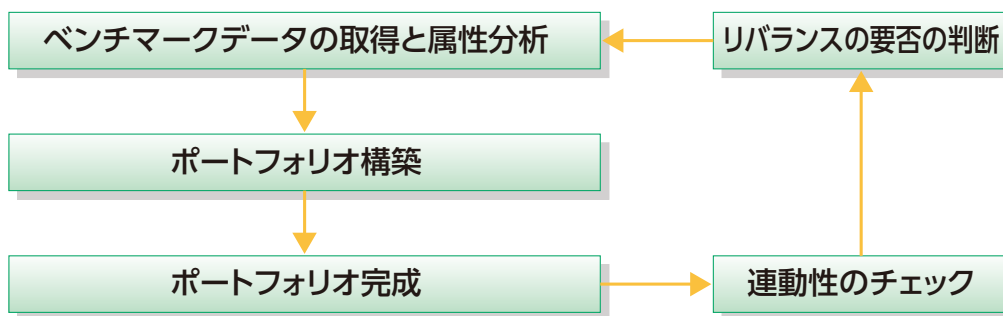 ベンチマークデータの取得と属性分析
リバランスの要否の判断
ポートフォリオ構築
ポートフォリオ完成
連動性のチェック